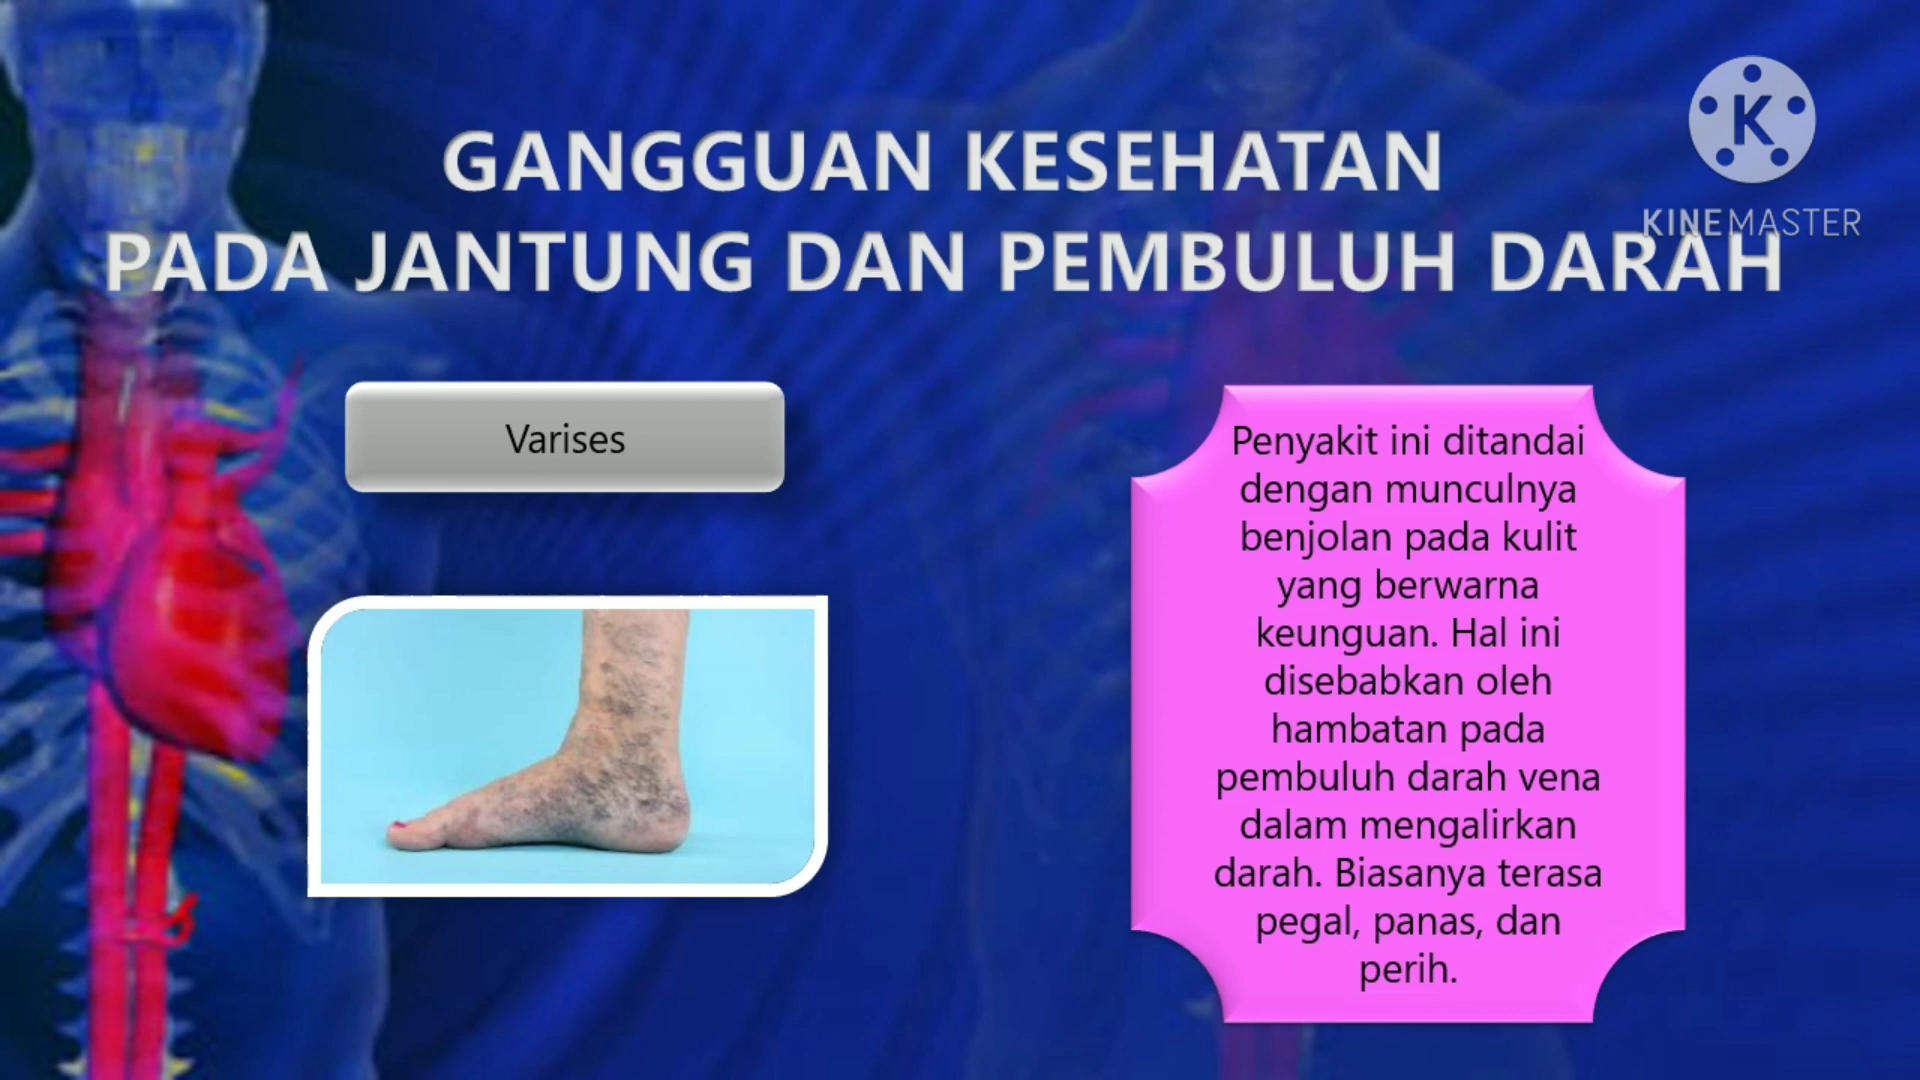 GANGGUAN KESEHATAN
PADA JANTUNG DAN PEMBULUH DARAH
K
KINEMASTER
Varises
Penyakit ini ditandai
dengan munculnya
benjolan pada kulit
yang berwarna
keunguan. Hal ini
disebabkan oleh
hambatan pada
pembuluh darah vena
dalam mengalirkan
darah. Biasanya terasa
pegal, panas, dan
perih.